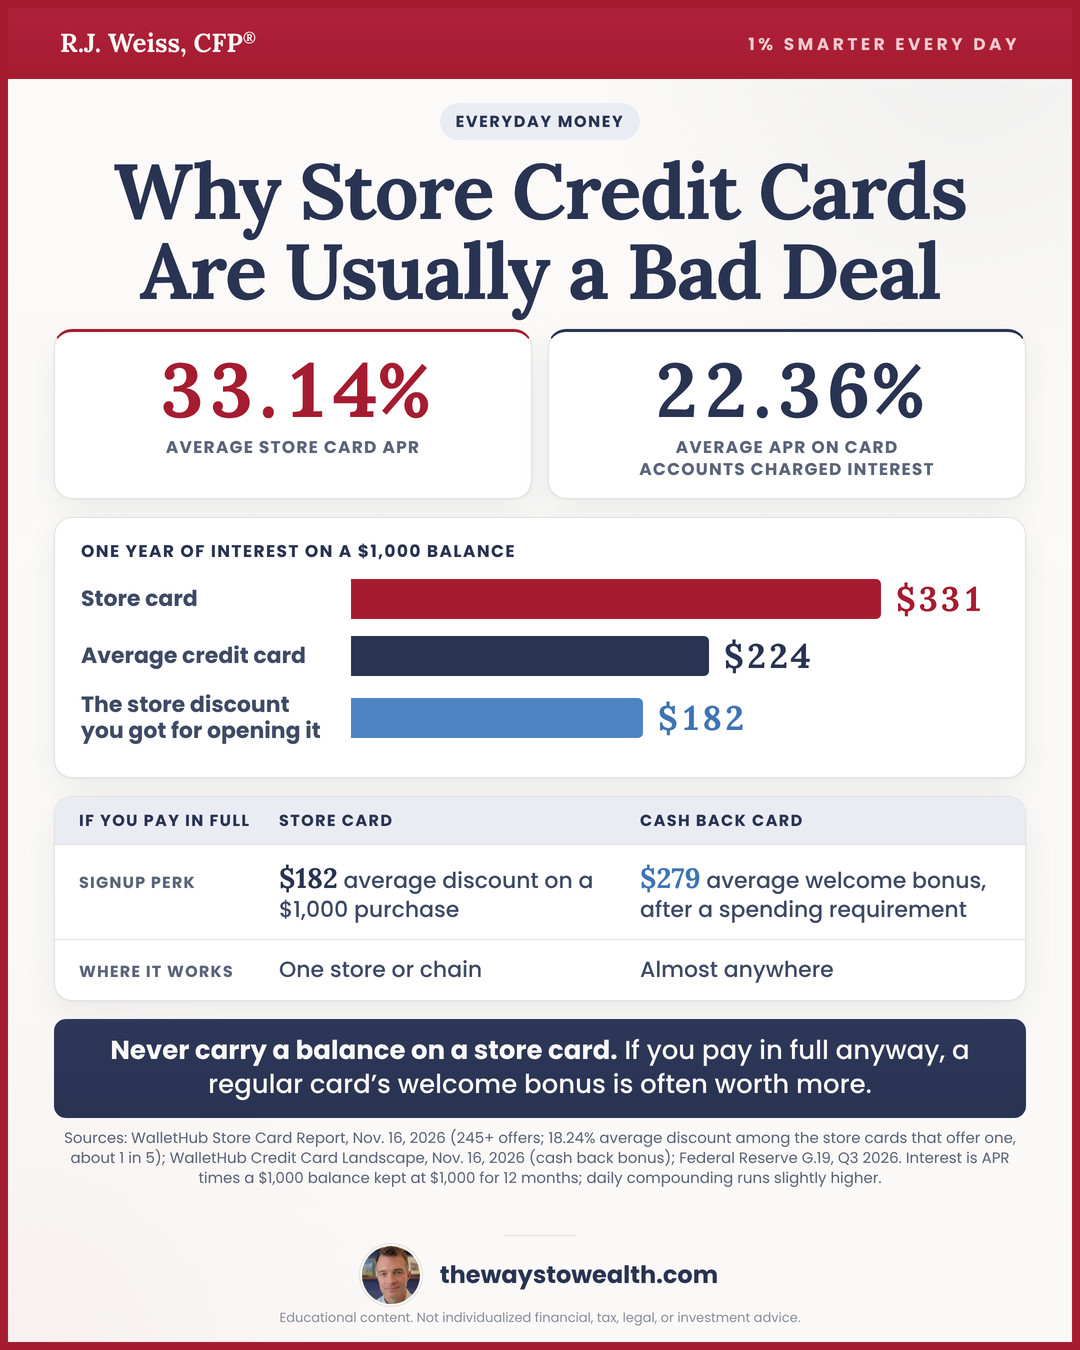 R.J. Weiss, CFP®
1% SMARTER EVERY DAY
EVERYDAY MONEY
Why Store Credit Cards
Are Usually a Bad Deal
33.14%
AVERAGE STORE CARD APR
22.36%
AVERAGE APR ON CARD
ACCOUNTS CHARGED INTEREST
ONE YEAR OF INTEREST ON A $1,000 BALANCE
Store card
$331
Average credit card
$224
The store discount
you got for opening it
$182
IF YOU PAY IN FULL
STORE CARD
CASH BACK CARD
SIGNUP PERK
$182 average discount on a
$1,000 purchase
$279 average welcome bonus,
after a spending requirement
WHERE IT WORKS
One store or chain
Almost anywhere
Never carry a balance on a store card. If you pay in full anyway, a
regular card’s welcome bonus is often worth more.
Sources: WalletHub Store Card Report, Nov. 16, 2026 (245+ offers; 18.24% average discount among the store cards that offer one,
about 1 in 5); WalletHub Credit Card Landscape, Nov. 16, 2026 (cash back bonus); Federal Reserve G.19, Q3 2026. Interest is APR
times a $1,000 balance kept at $1,000 for 12 months; daily compounding runs slightly higher.
thewaystowealth.com
Educational content. Not individualized financial, tax, legal, or investment advice.